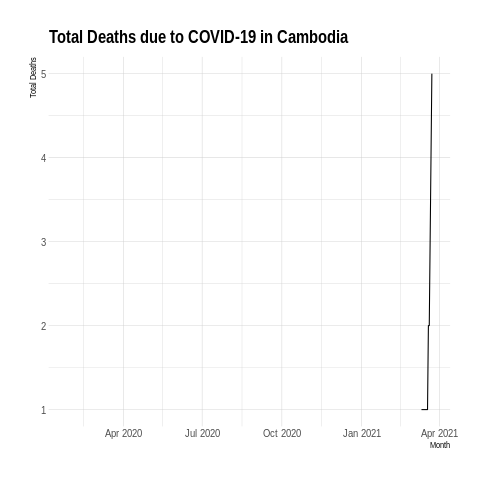 Total Deaths due to COVID-19 in Cambodia
Total Deaths
5
4
3
2
1
Apr 2020 Jul 2020 Oct 2020 Jan 2021 Apr 2021
Month